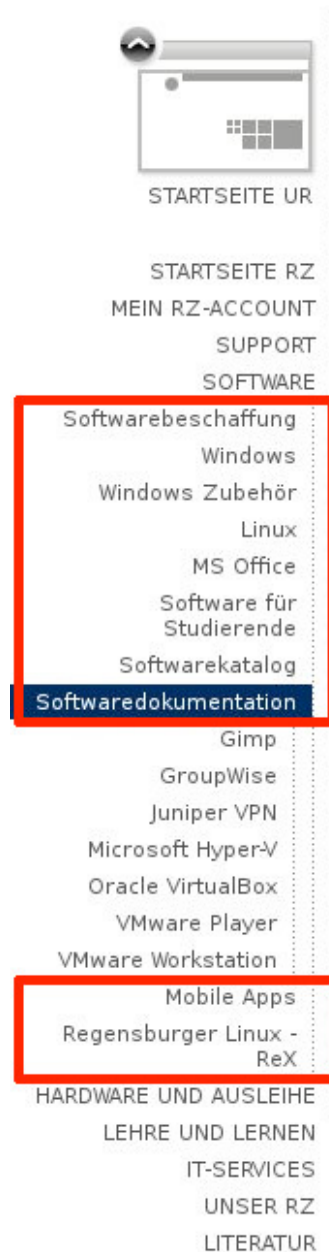 STARTSEITE UR
STARTSEITE RZ
MEIN RZ-ACCOUNT
SUPPORT
SOFTWARE
Softwarebeschaffung
Windows
Windows Zubehör
Linux
MS Office
Software für
Studierende
Softwarekatalog
Softwaredokumentation
Gimp
GroupWise
Juniper VPN
Microsoft Hyper-V
Oracle VirtualBox
VMware Player
VMware Workstation
Mobile Apps
Regensburger Linux -
ReX
HARDWARE UND AUSLEIHE
LEHRE UND LERNEN
IT-SERVICES
UNSER RZ
LITERATUR